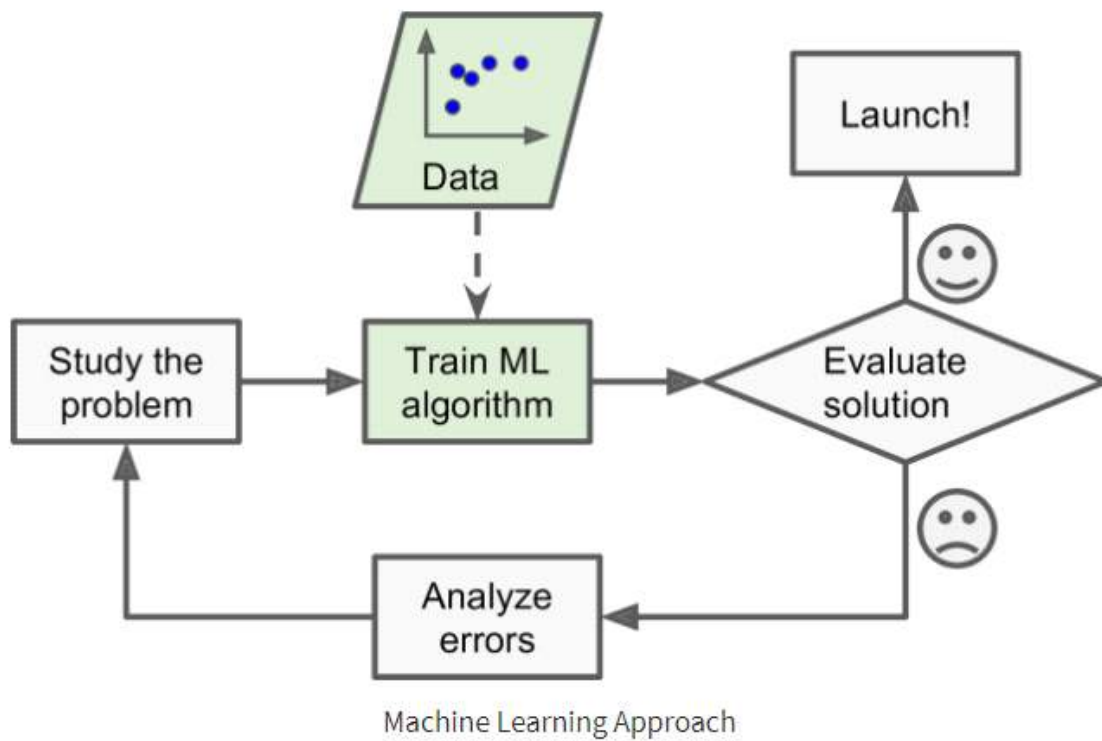 Data
Launch!
Study the
problem
Train ML
algorithm
Evaluate
solution
Analyze
errors
Machine Learning Approach